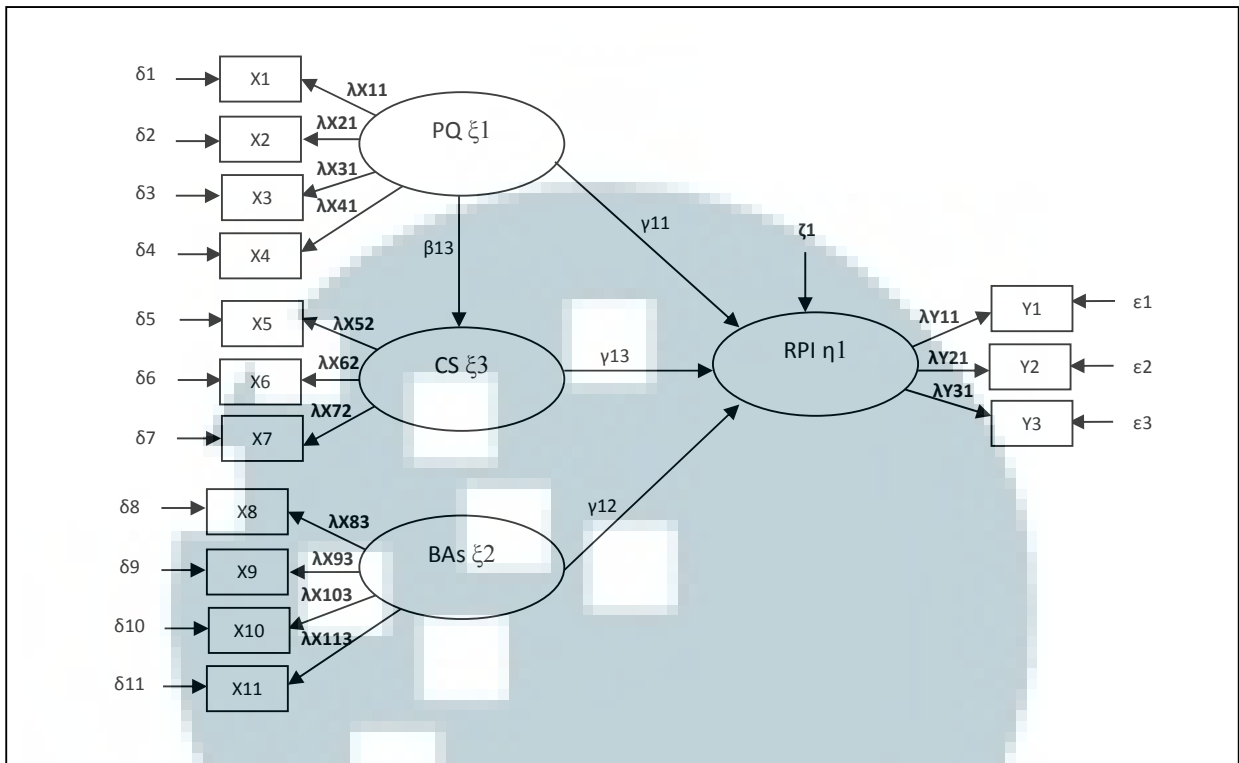 δ1
X1
λX11
δ2
X2
λX21
PQ ξ1
δ3
X3
λX31
λX41
δ4
X4
β13
γ11
ζ1
δ5
X5
λX52
δ6
X6
λX62
CS ξ3
γ13
RPI η1
δ7
X7
λX72
λY11
Y1
ε1
λY21
Y2
ε2
λY31
Y3
ε3
δ8
X8
λX83
γ12
δ9
X9
λX93
BAs ξ2
λX103
δ10
X10
λX113
δ11
X11